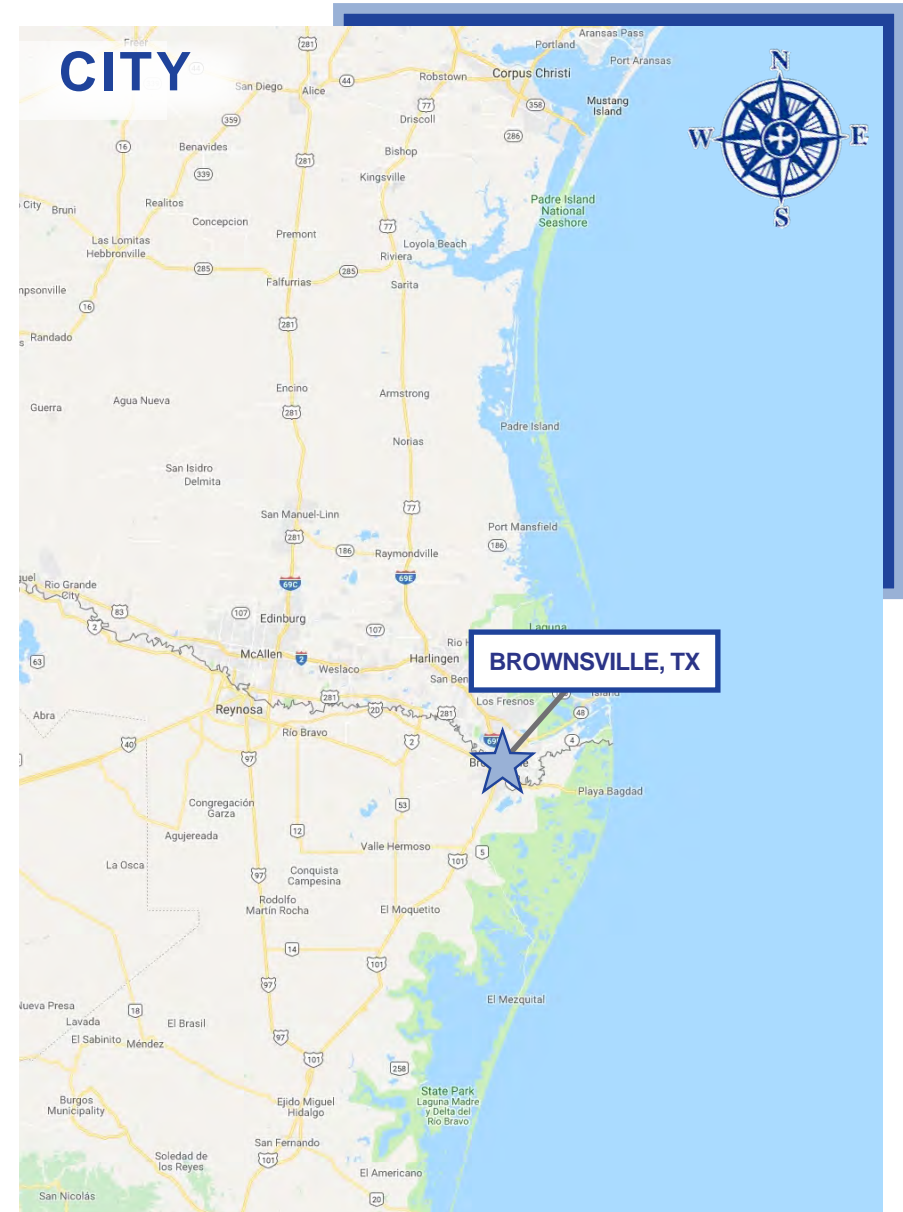 CITY
Freer
281
Portland
Aransas Pass
Port Aransas
N
W
E
S
San Diego
Alice
44
Robstown
Corpus Christi
77
Driscoll
358
Mustang
Island
359
286
16
Benavides
281
Bishop
339
Kingsville
City
Bruni
Realitos
Concepcion
Premont
77
Padre Island
National
Seashore
Las Lomitas
Hebbronville
Loyola Beach
Riviera
285
285
Falfurrias
Sarita
16
281
Randado
Encino
Armstrong
Guerra
Agua Nueva
281
Padre Island
Norias
San Isidro
Delmita
77
San Manuel-Linn
Port Mansfield
281
186
Raymondville
186
69C
69E
Rio Grande
City
83
2
107
Edinburg
107
Laguna
McAllen
2
Weslaco
Harlingen
BROWNSVILLE, TX
63
281
Los Fresnos
Island
Reynosa
2D
281
48
Abra
Río Bravo
2
4
40
97
Playa Bagdad
Congregación
Garza
53
Agujereada
12
Valle Hermoso
5
101
La Osca
97
Conquista
Campesina
Rodolfo
Martín Rocha
El Moquetito
14
101
97
El Mezquital
Nueva Presa
18
Lavada
El Brasil
97
El Sabinito
Méndez
101
258
State Park
Laguna Madre
y Delta del
Río Bravo
Burgos
Municipality
Ejido Miguel
Hidalgo
San Fernando
101
Soledad de
los Reyes
El Americano
San Nicolás
20